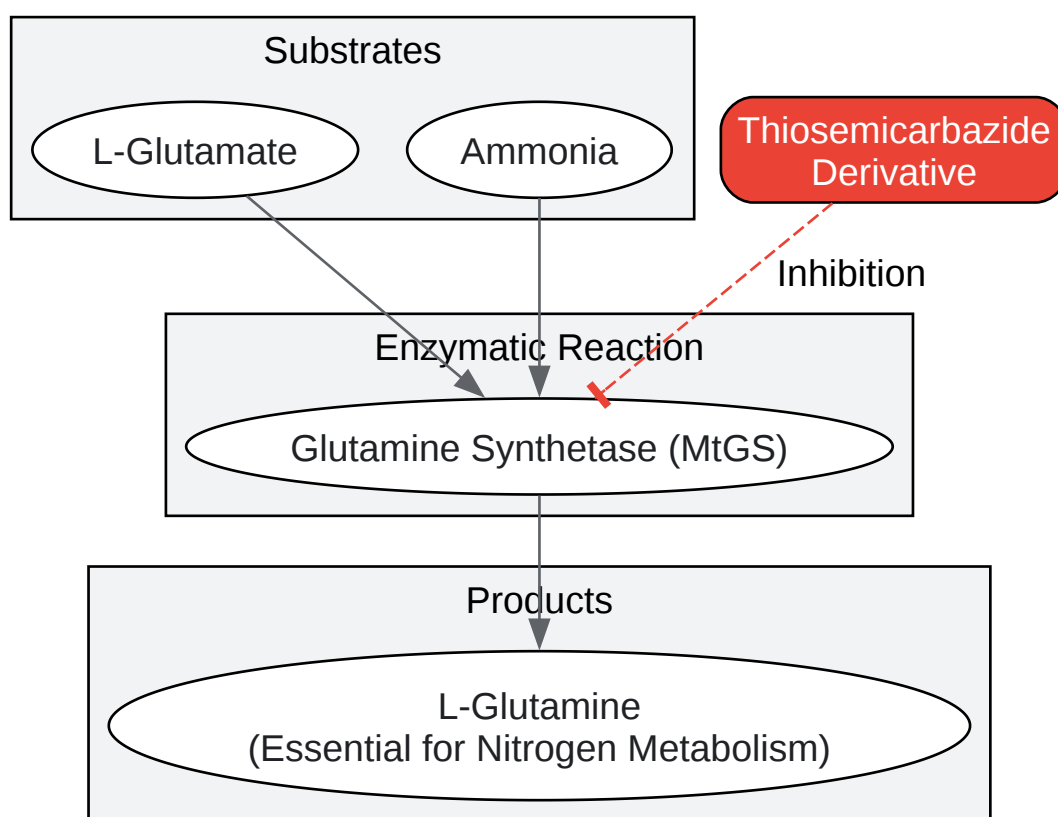 Substrates
L-Glutamate
Ammonia
Thiosemicarbazide
Derivative
Inhibition
Enzymatic Reaction
Glutamine Synthetase (MtGS)
Products
L-Glutamine
(Essential for Nitrogen Metabolism)